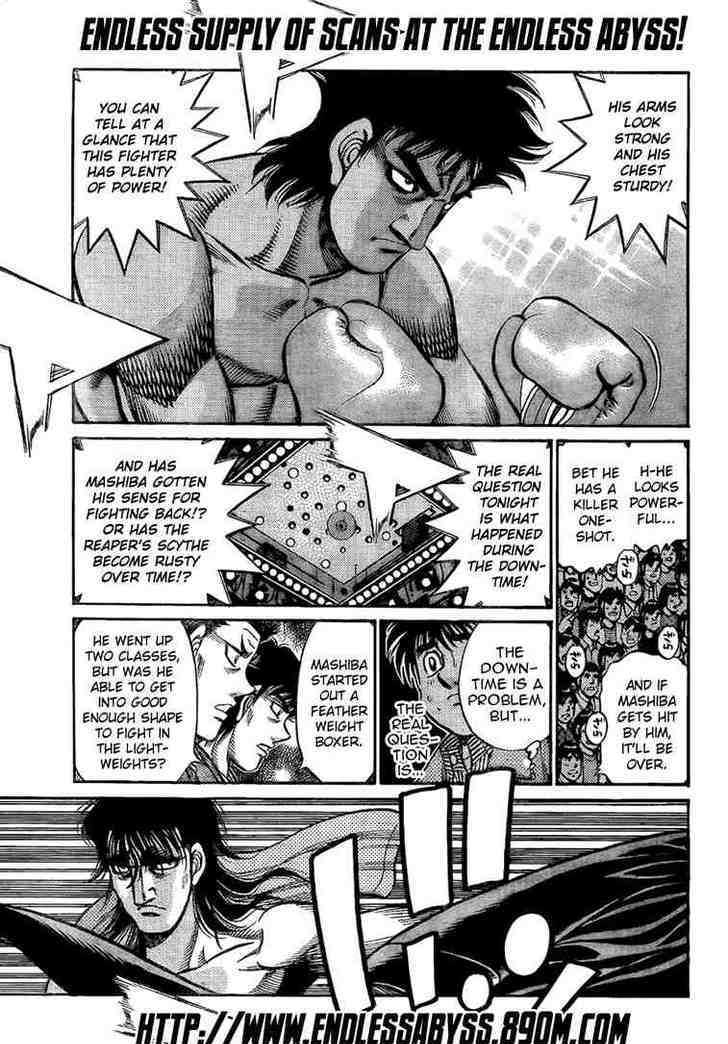 ENDLESS SUPPLY OF SCANS AT THE ENDLESS ABYSS!
HIS ARMS
LOOK
STRONG
AND HIS
CHEST
STURDY!
YOU CAN
TELL AT A
GLANCE THAT
THIS FIGHTER
HAS PLENTY
OF POWER!
H-HE
LOOKS
POWER-
FUL...
BET HE
HAS A
KILLER
ONE-
SHOT.
AND IF
MASHIBA
GETS HIT
BY HIM,
IT'LL BE
OVER.
THE REAL
QUESTION
TONIGHT
IS WHAT
HAPPENED
DURING
THE DOWN-
TIME!
AND HAS
MASHIBA GOTTEN
HIS SENSE FOR
FIGHTING
BACK!?
OR HAS THE
REAPER'S SCYTHE
BECOME RUSTY
OVER TIME!?
THE
DOWN-
TIME IS A
PROBLEM,
BUT...
THE
REAL
QUES-
TION
IS...
MASHIBA
STARTED
OUT A
FEATHER
WEIGHT
BOXER.
HE WENT UP
TWO CLASSES,
BUT WAS HE
ABLE TO GET
INTO GOOD
ENOUGH SHAPE
TO FIGHT IN
THE LIGHT-
WEIGHTS?
バン
HTTP://WWW.ENDLESSABYSS.890M.COM